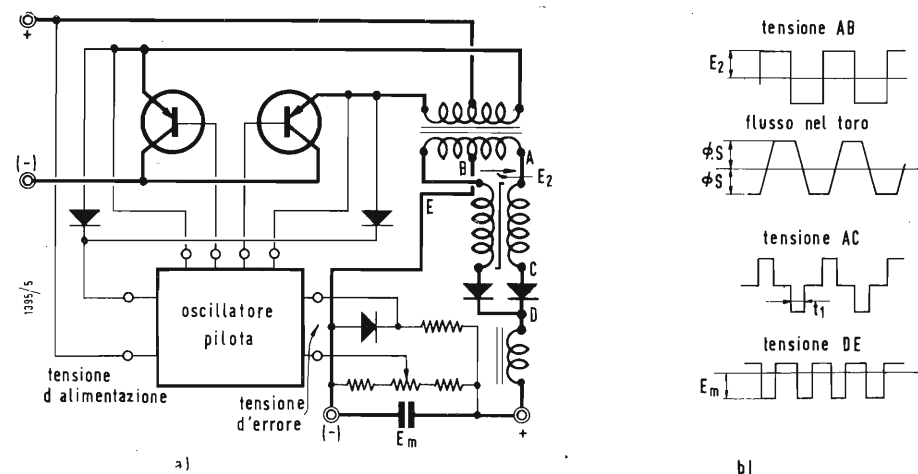 +
(-)
A
B
E2
E
C
D
1395/5
oscillatore
pilota
tensione
d'alimentazione
tensione
d'errore
(-)
Em
+
a)
tensione AB
E2
flusso nel toro
ϕS
ϕS
tensione AC
t1
tensione DE
Em
b)